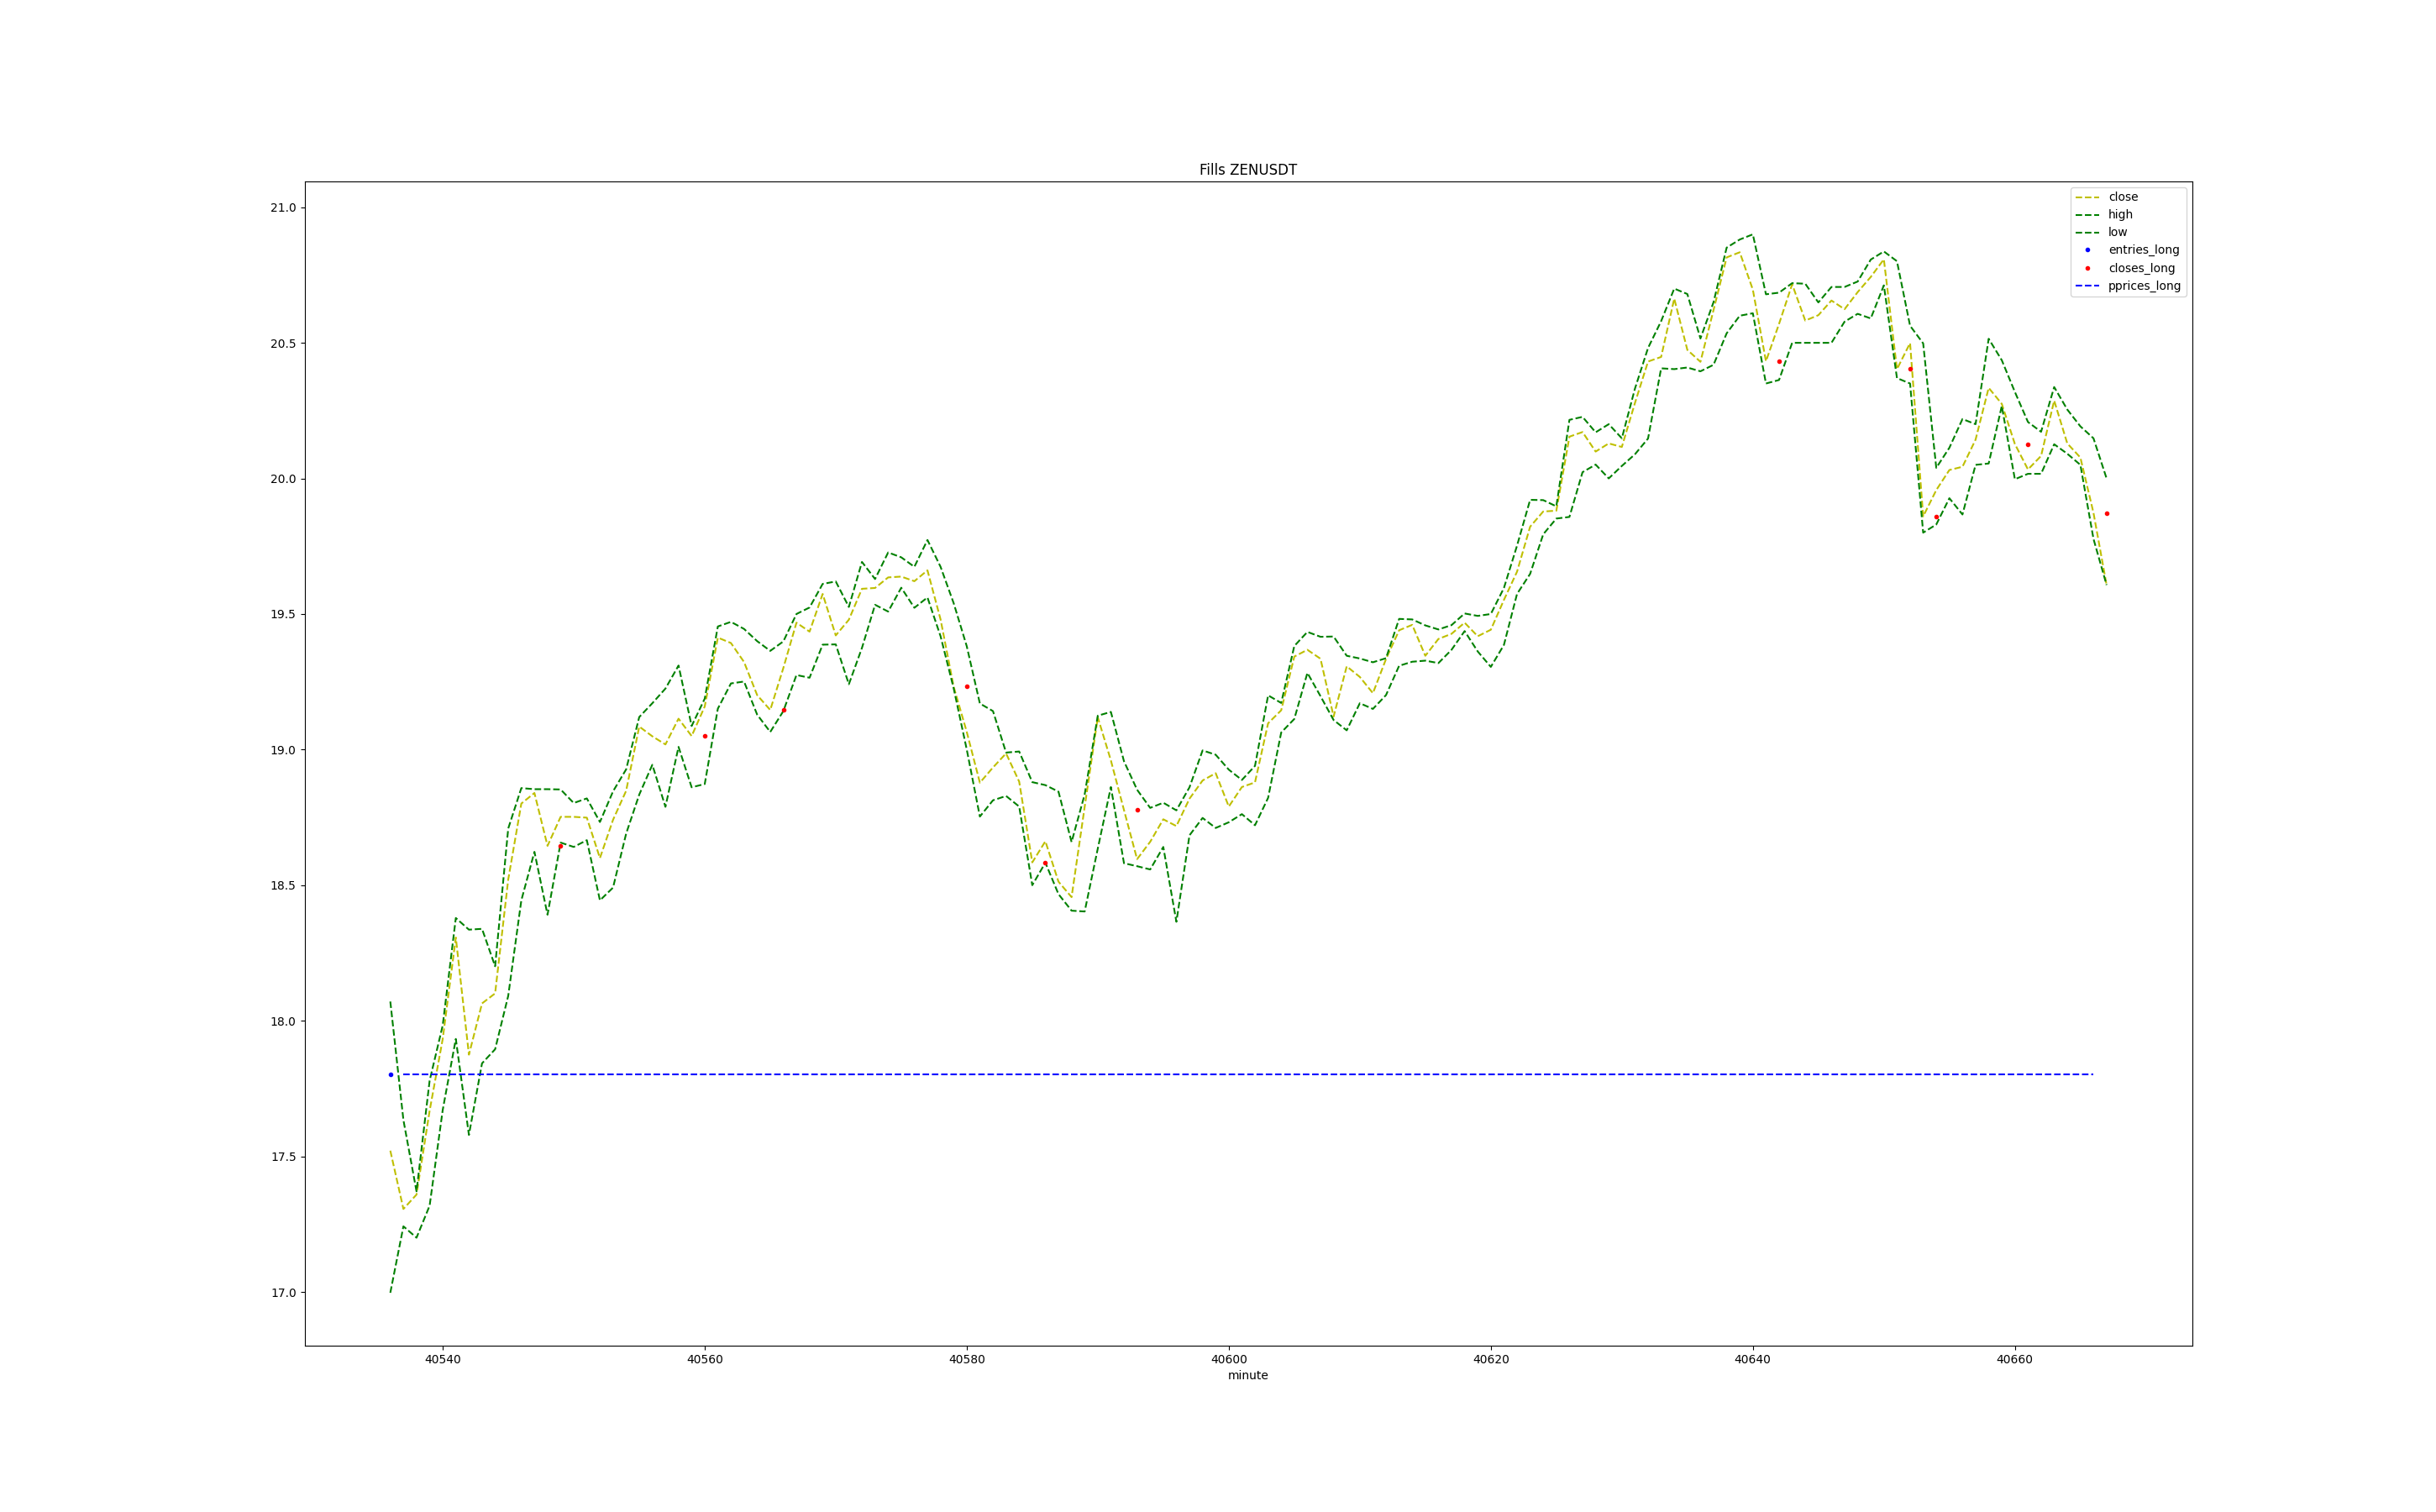 Fills ZENUSDT
21.0
20.5
20.0
19.5
19.0
18.5
18.0
17.5
17.0
close
high
low
entries_long
closes_long
pprices_long
40540 40560 40580 40600 40620 40640 40660
minute